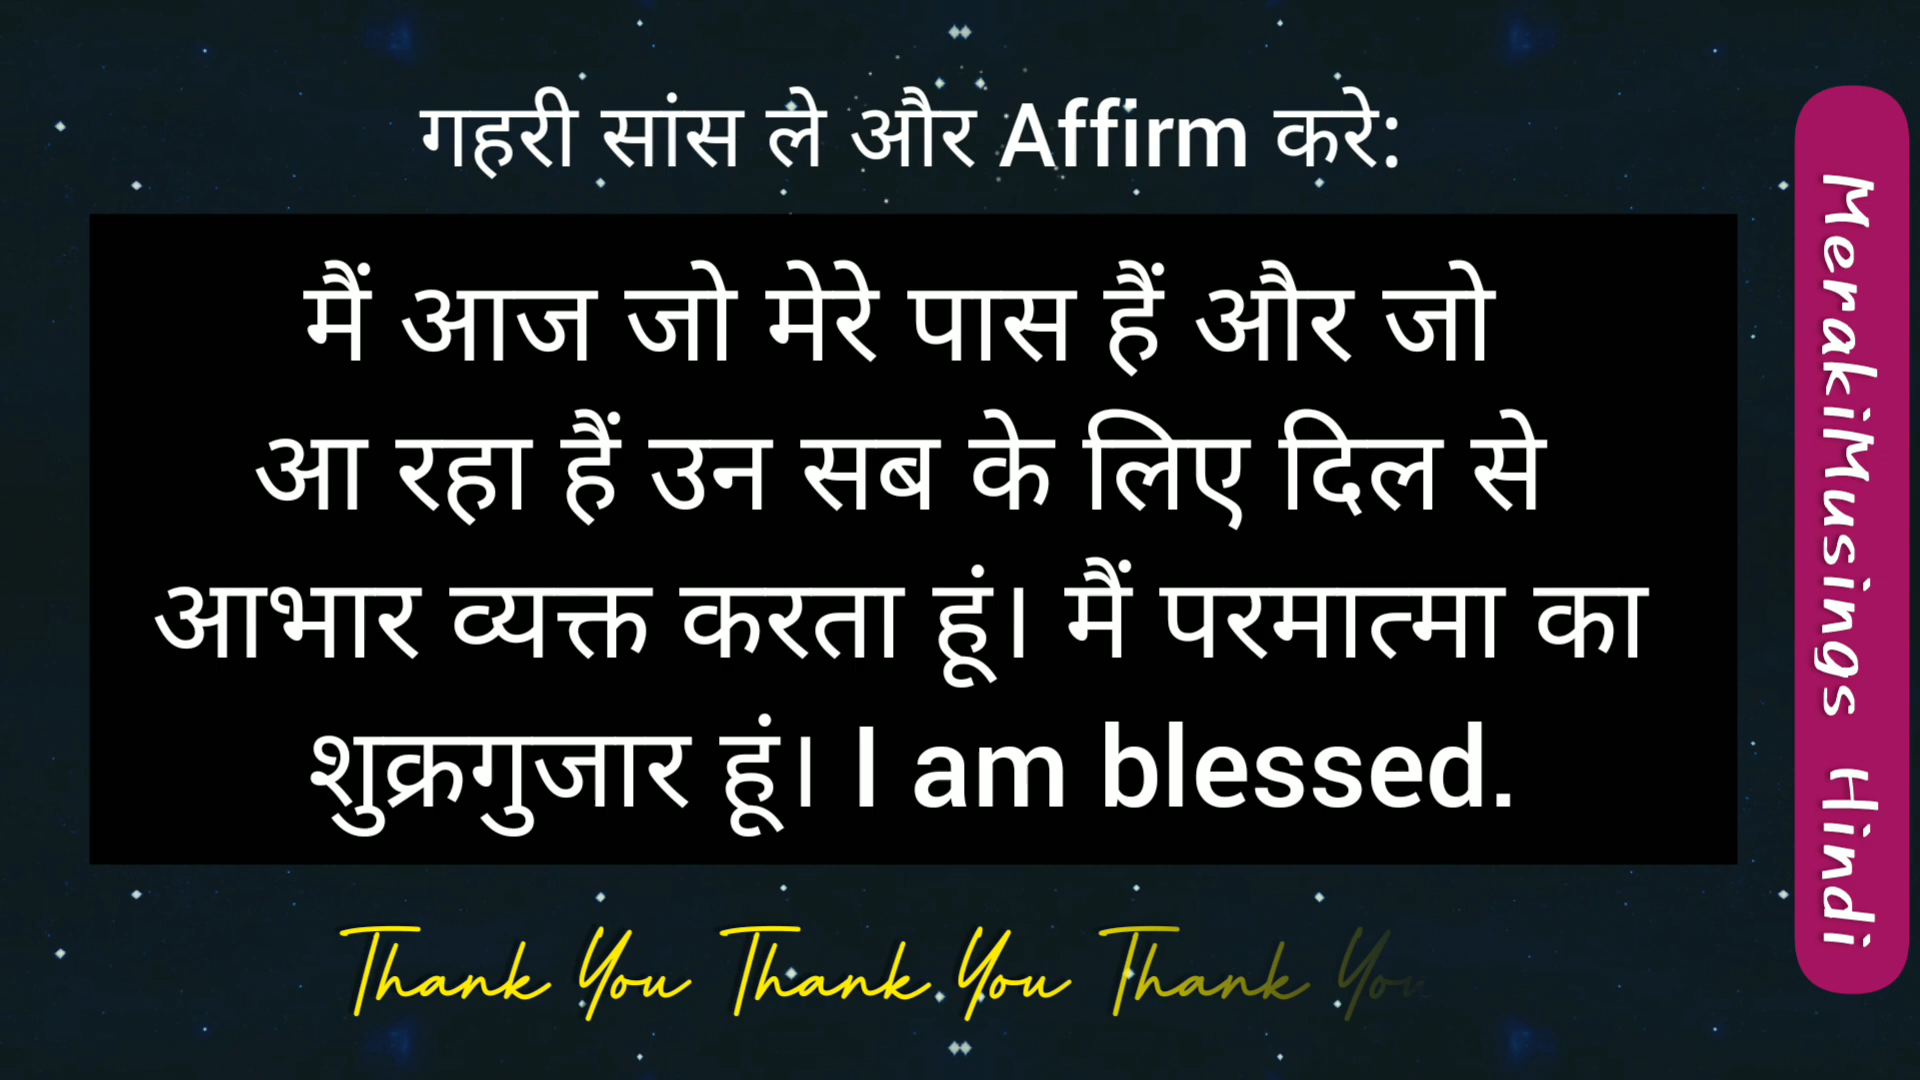 गहरी सांस ले और Affirm करे:
मैं आज जो मेरे पास हैं और जो
आ रहा हैं उन सब के लिए दिल से
आभार व्यक्त करता हूं। मैं परमात्मा का
शुक्रगुजार हूं। I am blessed.
Thank You Thank You Thank You
MerakiMusings Hindi